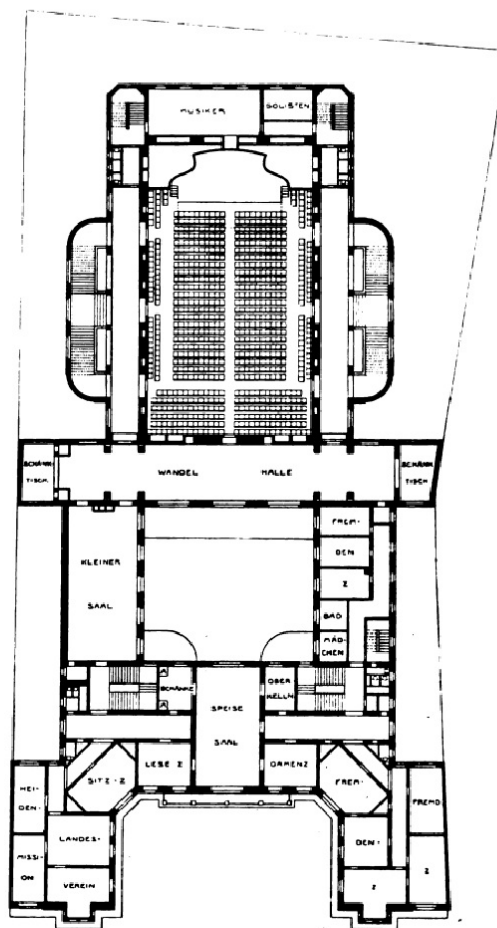 MUSIKER
SOLISTEN
SCHÄNK
TISCH
WANDEL HALLE
SCHÄNK
TISCH
KLEINER
SAAL
FREM-
DEN
Z
BAD
MÄD
CHEN
SCHÄNKE
SPEISE
SAAL
OBER
KELLN
SITZ-Z
LESE Z
DAMENZ
FREM-
HEI-
DEN-
MISSI-
ON
LANDES-
VEREIN
DEN-
Z
FREMD
Z